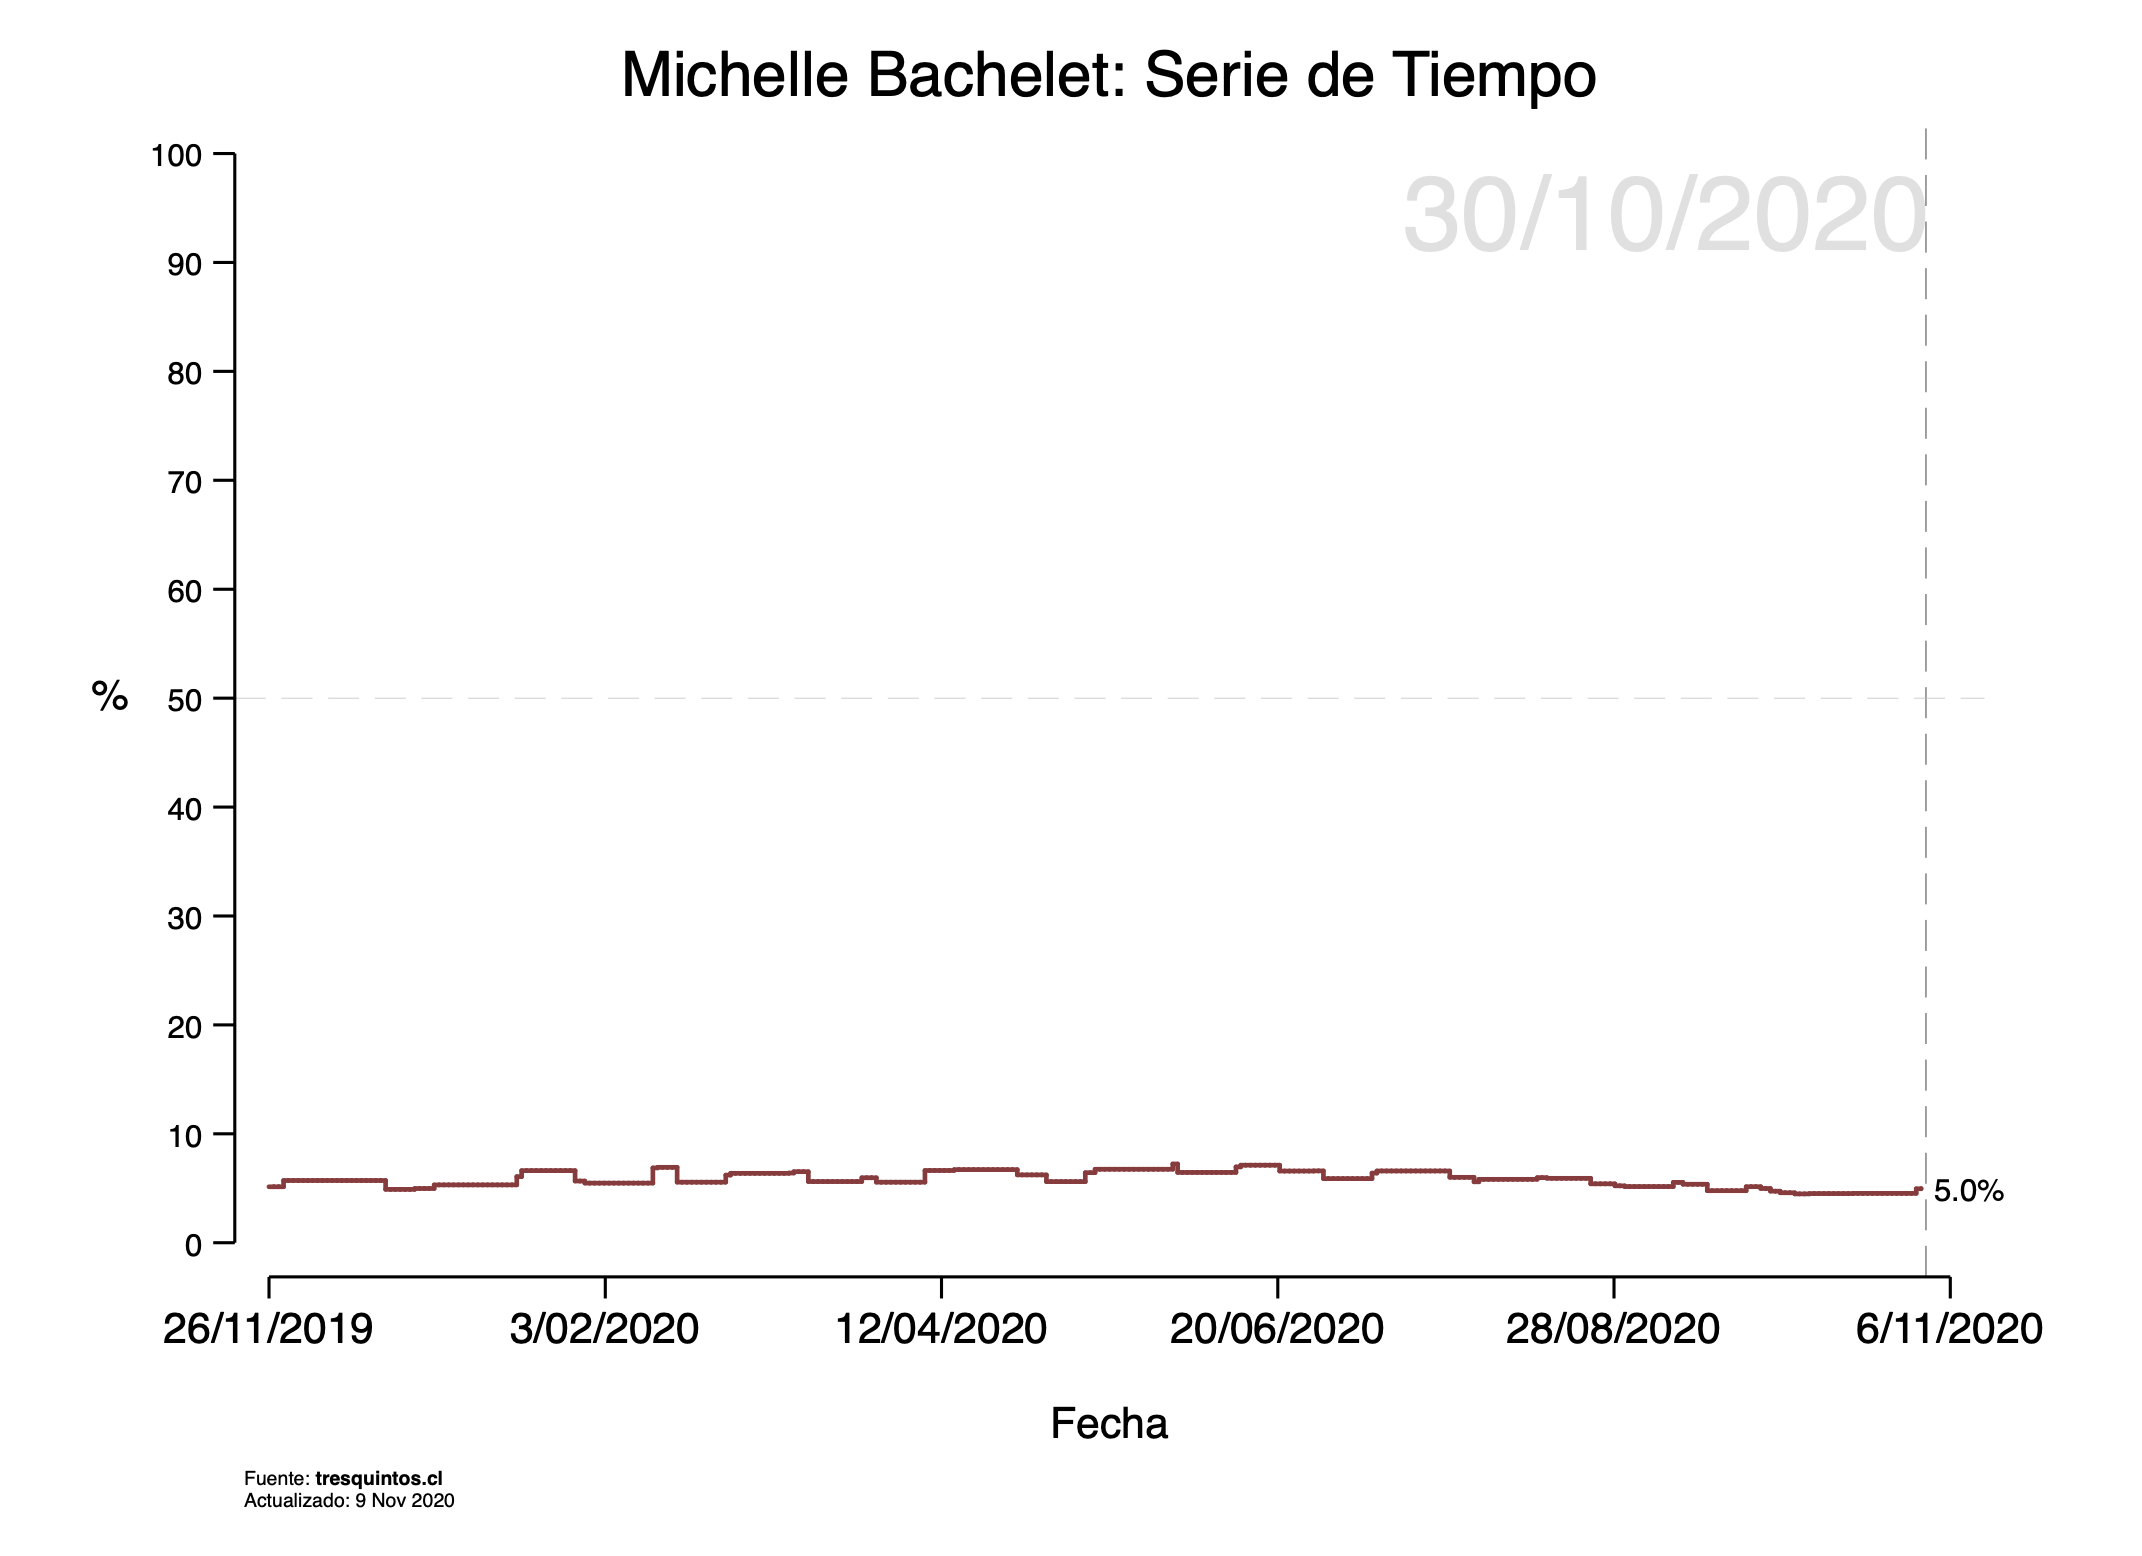 Michelle Bachelet: Serie de Tiempo
30/10/2020
100
90
80
70
60
50
40
30
20
10
0
%
5.0%
26/11/2019 3/02/2020 12/04/2020 20/06/2020 28/08/2020 6/11/2020
Fecha
Fuente: tresquintos.cl
Actualizado: 9 Nov 2020